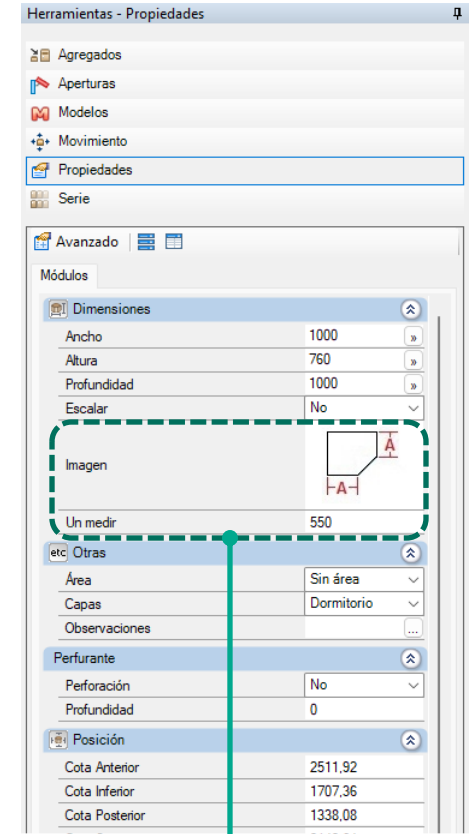 Herramientas - Propiedades
Agregados
Aperturas
Modelos
Movimiento
Propiedades
Serie
Avanzado
Módulos
Dimensiones
Ancho 1000 »
Altura 760 »
Profundidad 1000 »
Escalar No
Imagen A
A
Un medir 550
etc Otras
Área Sin área
Capas Dormitorio
Observaciones ...
Perfurante
Perforación No
Profundidad 0
Posición
Cota Anterior 2511,92
Cota Inferior 1707,36
Cota Posterior 1338,08